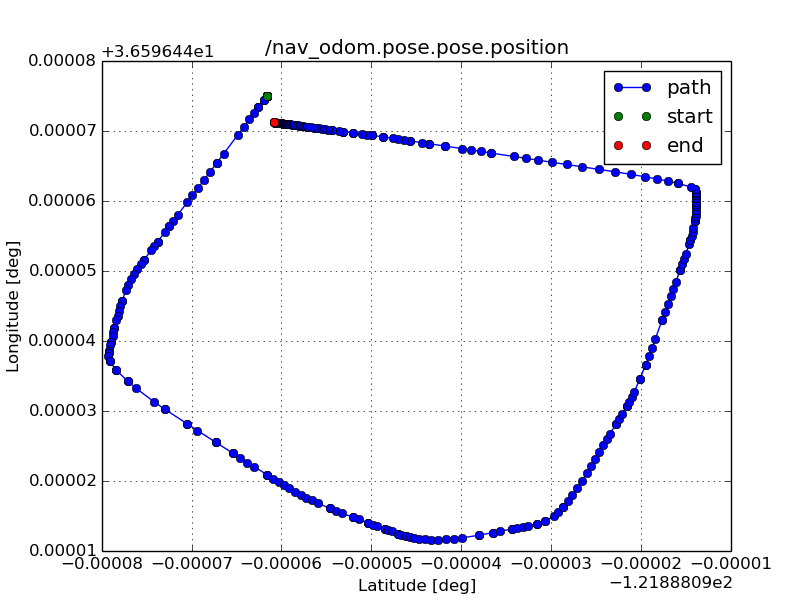 +3.659644e1
/nav_odom.pose.pose.position
0.00008
0.00007
0.00006
0.00005
0.00004
0.00003
0.00002
0.00001
Longitude [deg]
path
start
end
−0.00008 −0.00007 −0.00006 −0.00005 −0.00004 −0.00003 −0.00002 −0.00001
Latitude [deg]
−1.2188809e2